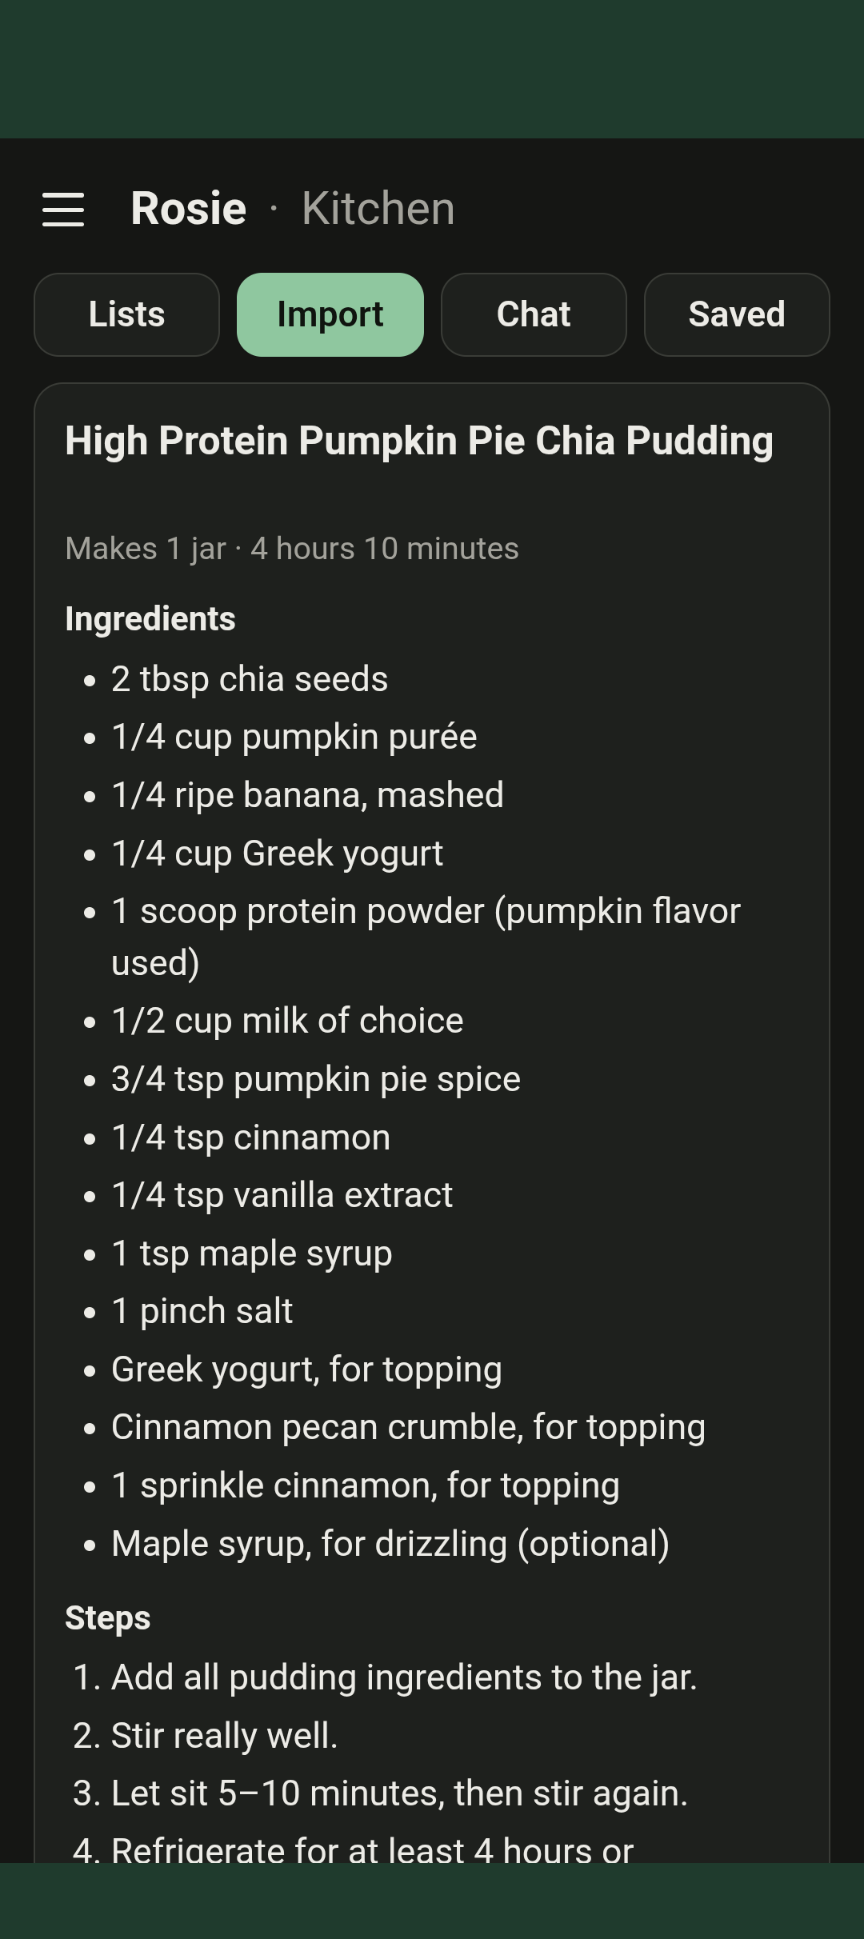 Rosie · Kitchen
Lists
Import
Chat
Saved
High Protein Pumpkin Pie Chia Pudding
Makes 1 jar · 4 hours 10 minutes
Ingredients
• 2 tbsp chia seeds
• 1/4 cup pumpkin purée
• 1/4 ripe banana, mashed
• 1/4 cup Greek yogurt
• 1 scoop protein powder (pumpkin flavor
used)
• 1/2 cup milk of choice
• 3/4 tsp pumpkin pie spice
• 1/4 tsp cinnamon
• 1/4 tsp vanilla extract
• 1 tsp maple syrup
• 1 pinch salt
• Greek yogurt, for topping
• Cinnamon pecan crumble, for topping
• 1 sprinkle cinnamon, for topping
• Maple syrup, for drizzling (optional)
Steps
1. Add all pudding ingredients to the jar.
2. Stir really well.
3. Let sit 5–10 minutes, then stir again.
4. Refrigerate for at least 4 hours or